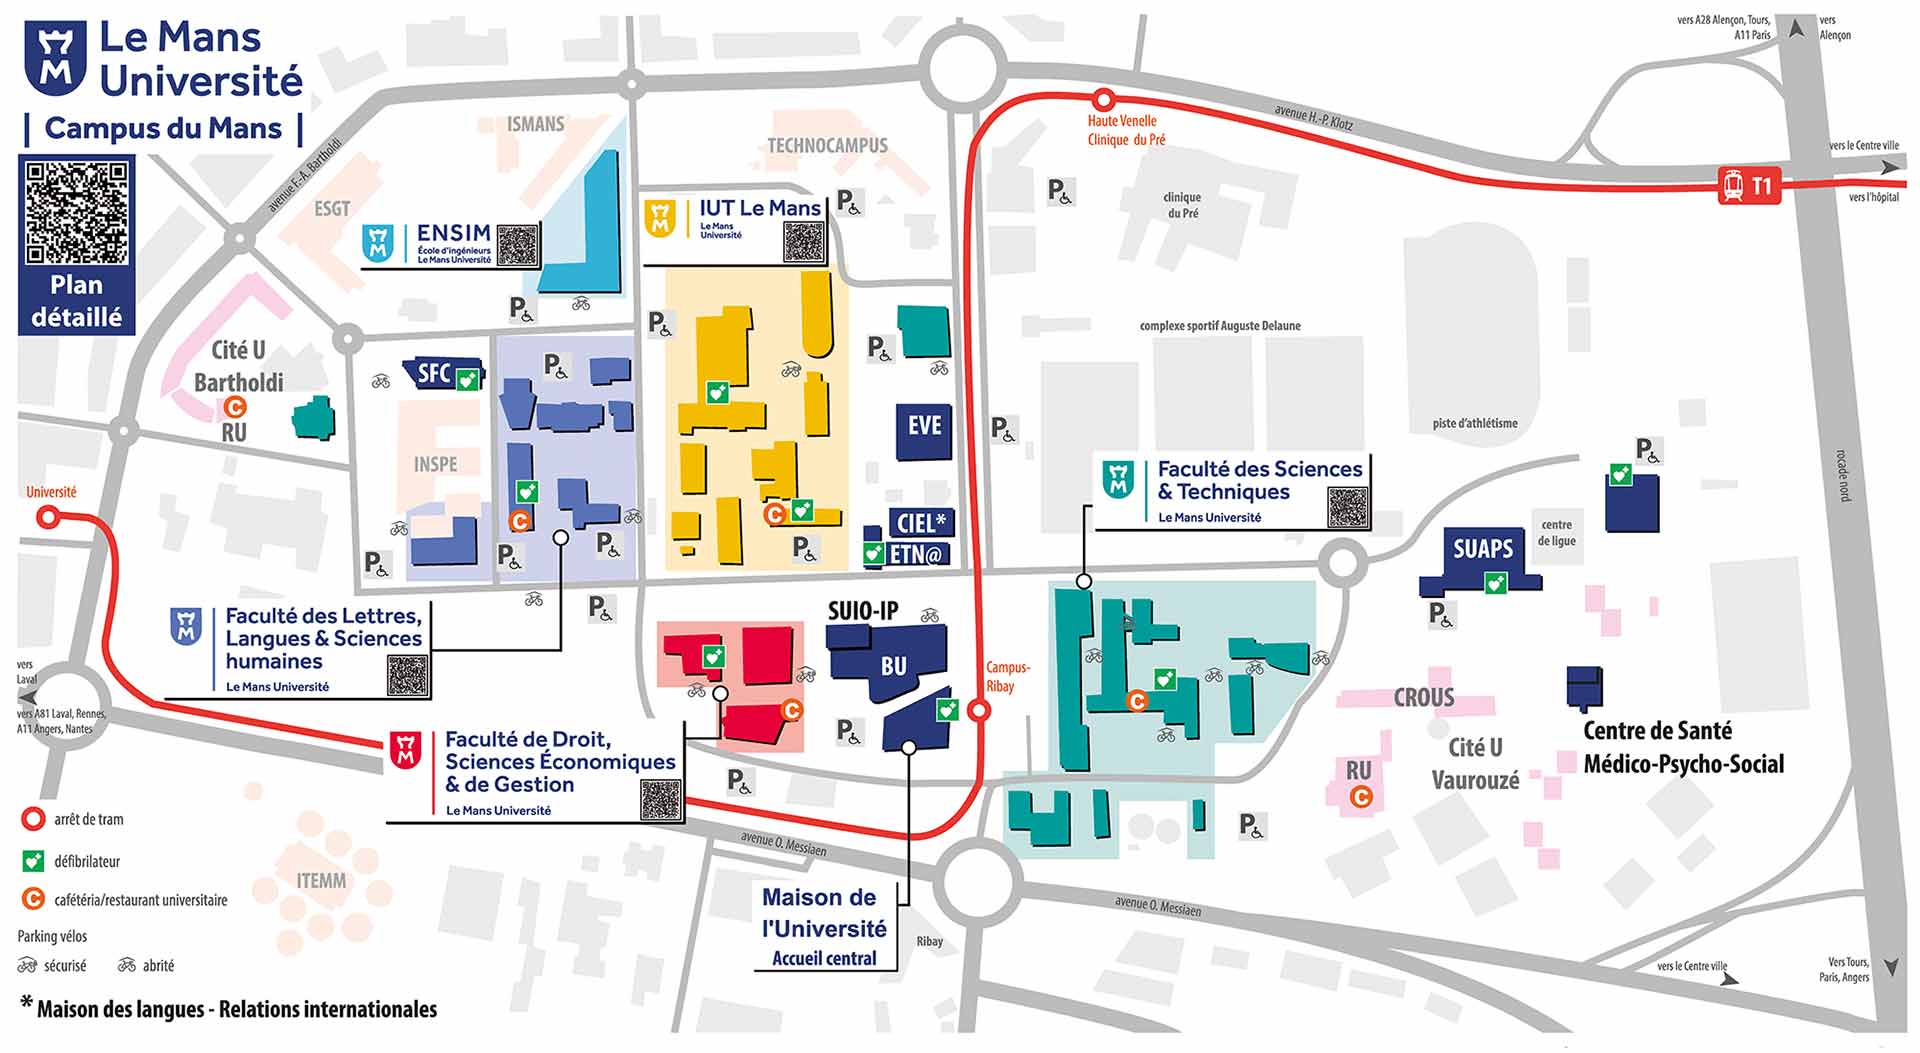 Le Mans
Université
| Campus du Mans |
Plan
détaillé
vers A28 Alençon, Tours,
A11 Paris
vers
Alençon
avenue F.-A. Bartholdi
ISMANS
ESGT
TECHNOCAMPUS
Haute Venelle
Clinique du Pré
avenue H.-P. Klotz
vers le Centre ville
T1
vers l'hôpital
clinique
du Pré
ENSIM
École d'ingénieurs
Le Mans Université
IUT Le Mans
Le Mans
Université
P
P
P
P
P
P
complexe sportif Auguste Delaune
Cité U
Bartholdi
C
RU
SFC
INSPE
EVE
P
piste d'athlétisme
rocade nord
P
Faculté des Sciences
& Techniques
Le Mans Université
Université
C
C
CIEL*
ETN@
P
P
P
P
centre
de ligue
SUAPS
P
P
SUIO-IP
BU
Faculté des Lettres,
Langues & Sciences
humaines
Le Mans Université
vers
Laval
vers A81 Laval, Rennes,
A11 Angers, Nantes
Campus-
Ribay
C
C
P
P
Faculté de Droit,
Sciences Économiques
& de Gestion
Le Mans Université
CROUS
Cité U
Vaurouzé
RU
C
Centre de Santé
Médico-Psycho-Social
P
avenue O. Messiaen
arrêt de tram
défibrilateur
C cafétéria/restaurant universitaire
Parking vélos
sécurisé
abrité
ITEMM
Maison de
l'Université
Accueil central
Ribay
avenue O. Messiaen
vers le Centre ville
Vers Tours,
Paris, Angers
* Maison des langues - Relations internationales